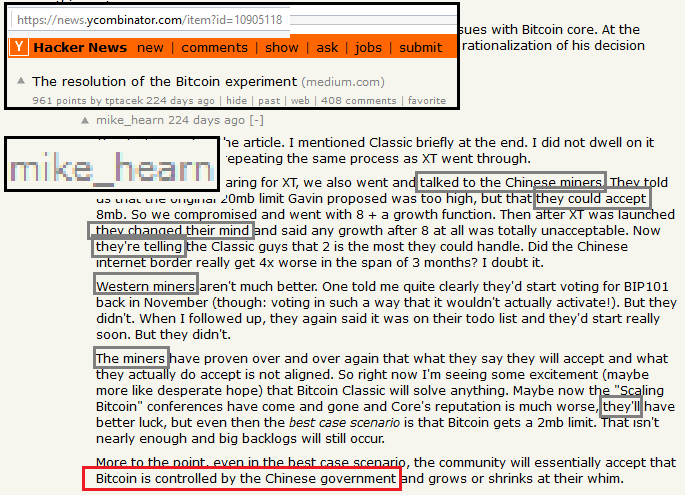 https://news.ycombinator.com/item?id=10905118
sues with Bitcoin core. At the
Y Hacker News new | comments | show | ask | jobs | submit
rationalization of his decision
The resolution of the Bitcoin experiment (medium.com)
961 points by tptacek 224 days ago | hide | past | web | 408 comments | favorite
mike_hearn 224 days ago [-]
he article. I mentioned Classic briefly at the end. I did not dwell on it
mike_hearn
repeating the same process as XT went through.
aring for XT, we also went and talked to the Chinese miners. They told
us that the original 20mb limit Gavin proposed was too high, but that they could accept
8mb. So we compromised and went with 8 + a growth function. Then after XT was launched
they changed their mind and said any growth after 8 at all was totally unacceptable. Now
they're telling the Classic guys that 2 is the most they could handle. Did the Chinese
internet border really get 4x worse in the span of 3 months? I doubt it.
Western miners aren't much better. One told me quite clearly they'd start voting for BIP101
back in November (though: voting in such a way that it wouldn't actually activate!). But they
didn't. When I followed up, they again said it was on their todo list and they'd start really
soon. But they didn't.
The miners have proven over and over again that what they say they will accept and what
they actually do accept is not aligned. So right now I'm seeing some excitement (maybe
more like desperate hope) that Bitcoin Classic will solve anything. Maybe now the "Scaling
Bitcoin" conferences have come and gone and Core's reputation is much worse, they'll have
better luck, but even then the best case scenario is that Bitcoin gets a 2mb limit. That isn't
nearly enough and big backlogs will still occur.
More to the point, even in the best case scenario, the community will essentially accept that
Bitcoin is controlled by the Chinese government and grows or shrinks at their whim.